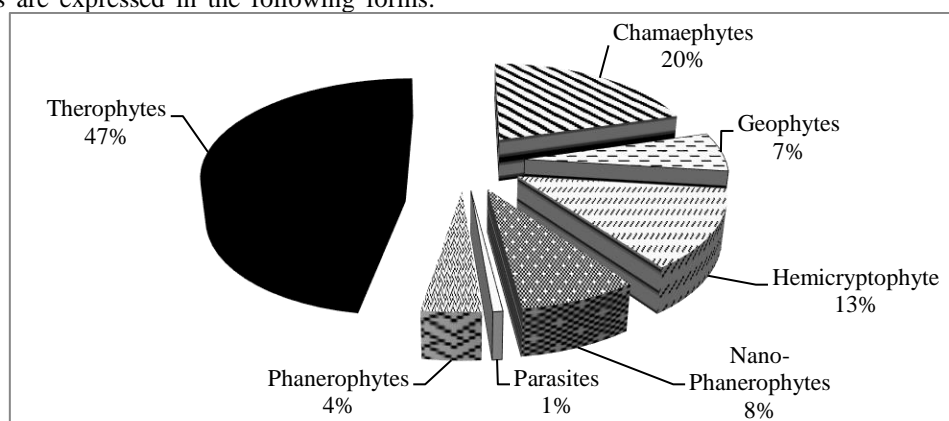 s are expressed in the following forms:
Chamaephytes
20%
Therophytes
47%
Geophytes
7%
Hemicryptophyte
13%
Nano-
Phanerophytes
8%
Parasites
1%
Phanerophytes
4%